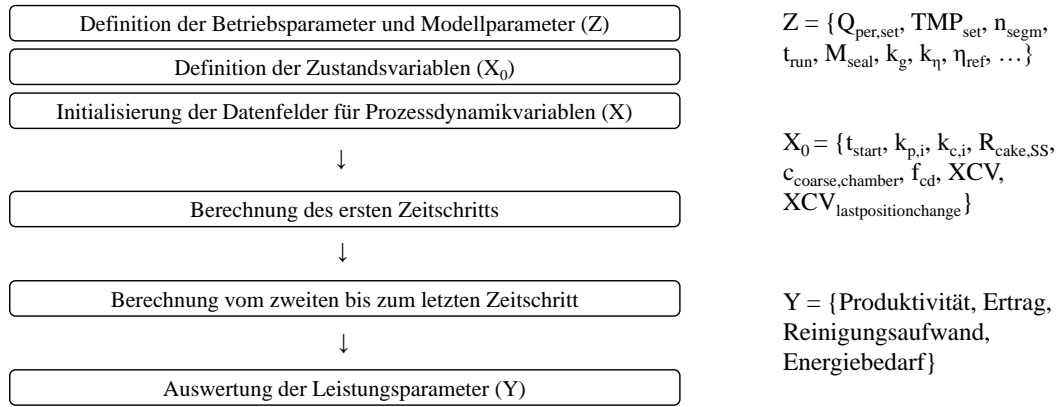 Definition der Betriebsparameter und Modellparameter (Z)
Definition der Zustandsvariablen (X₀)
Initialisierung der Datenfelder für Prozessdynamikvariablen (X)
↓
Berechnung des ersten Zeitschritts
↓
Berechnung vom zweiten bis zum letzten Zeitschritt
↓
Auswertung der Leistungsparameter (Y)
Z = {Q_per,set, TMP_set, n_segm,
t_run, M_seal, k_g, k_η, η_ref, …}
X₀ = {t_start, k_p,i, k_c,i, R_cake,SS,
c_coarse,chamber, f_cd, XCV,
XCV_lastpositionchange}
Y = {Produktivität, Ertrag,
Reinigungsaufwand,
Energiebedarf}